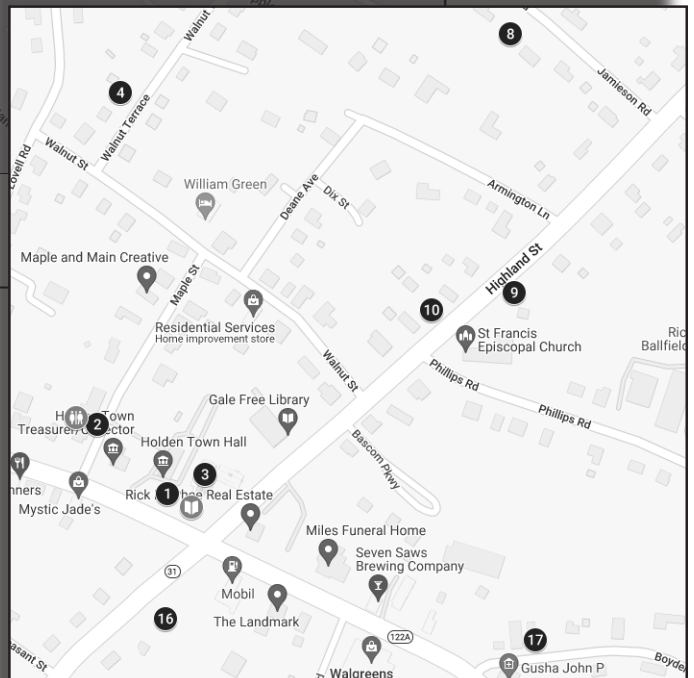 8
Walnut
Jamieson Rd
4
Walnut Terrace
Walnut St
Lovell Rd
William Green
Deane Ave
Dix St
Armington Ln
Highland St
Maple and Main Creative
Maple St
9
10
Residential Services
Home improvement store
St Francis
Episcopal Church
Ballfield
Walnut St
Phillips Rd
Phillips Rd
Gale Free Library
2
Town
Treasurer/Collector
Holden Town Hall
Bascom Pkwy
3
1
Rick Real Estate
Mystic Jade's
Miles Funeral Home
Seven Saws
Brewing Company
31
Mobil
The Landmark
16
122A
17
Walgreens
Gusha John P